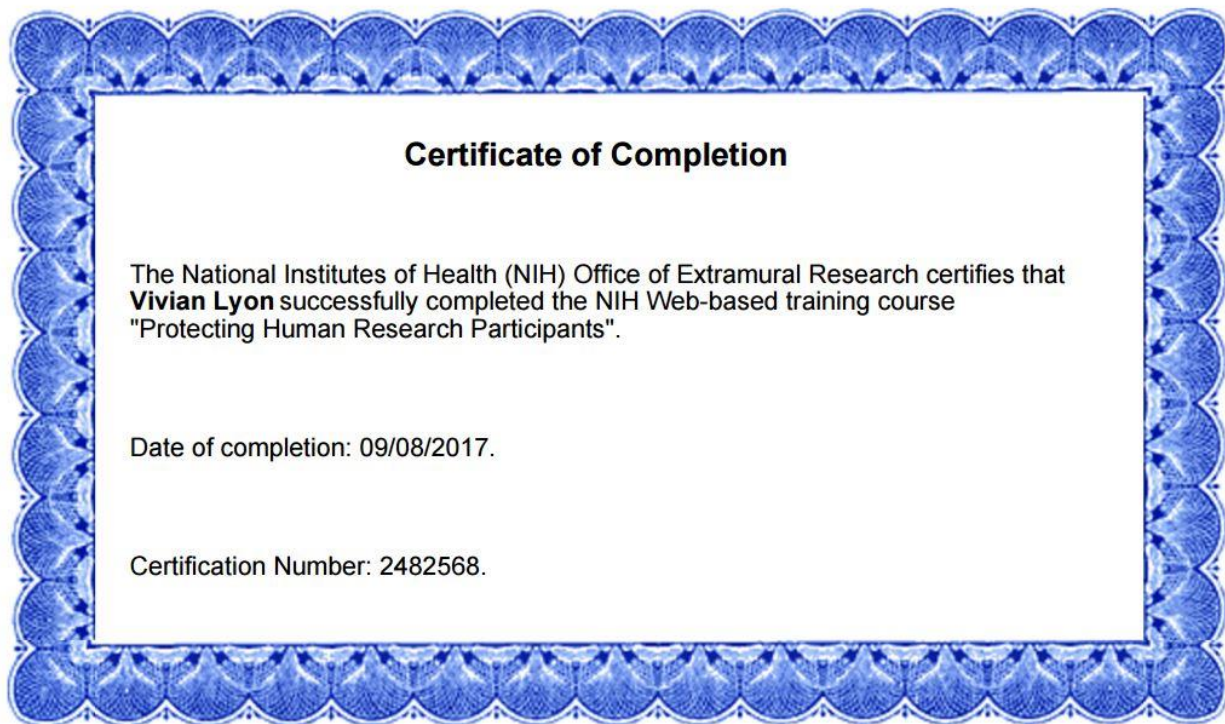 Certificate of Completion
The National Institutes of Health (NIH) Office of Extramural Research certifies that
Vivian Lyon successfully completed the NIH Web-based training course
"Protecting Human Research Participants".
Date of completion: 09/08/2017.
Certification Number: 2482568.